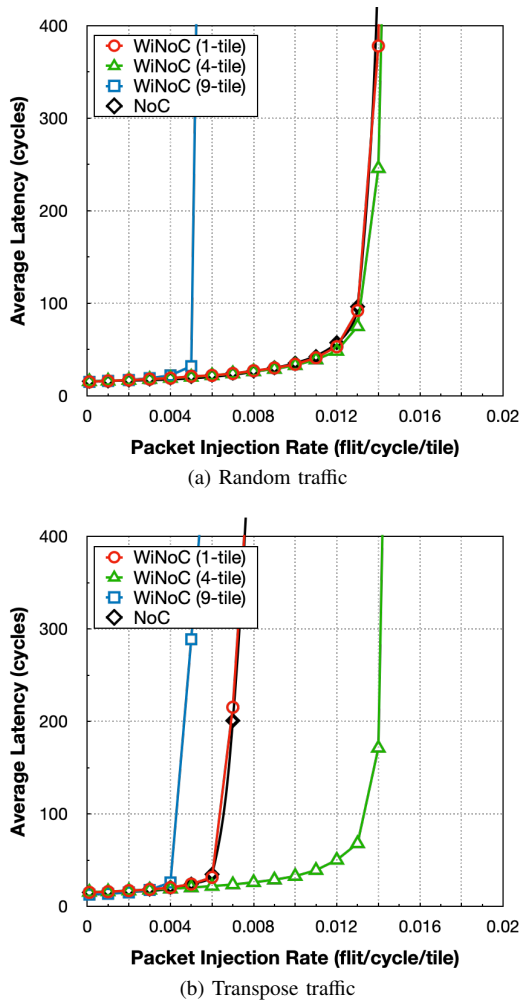 400
300
200
100
0
Average Latency (cycles)
WiNoC (1-tile)
WiNoC (4-tile)
WiNoC (9-tile)
NoC
0 0.004 0.008 0.012 0.016 0.02
Packet Injection Rate (flit/cycle/tile)
(a) Random traffic
400
300
200
100
0
Average Latency (cycles)
WiNoC (1-tile)
WiNoC (4-tile)
WiNoC (9-tile)
NoC
0 0.004 0.008 0.012 0.016 0.02
Packet Injection Rate (flit/cycle/tile)
(b) Transpose traffic